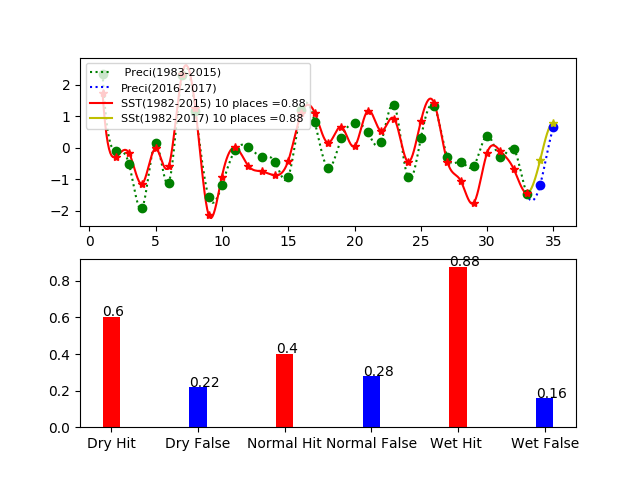 Preci(1983-2015)
Preci(2016-2017)
SST(1982-2015) 10 places =0.88
SSt(1982-2017) 10 places =0.88
2
1
0
−1
−2
0 5 10 15 20 25 30 35
0.8
0.6
0.4
0.2
0.0
0.6
0.22
0.4
0.28
0.88
0.16
Dry Hit Dry False Normal Hit Normal False Wet Hit Wet False